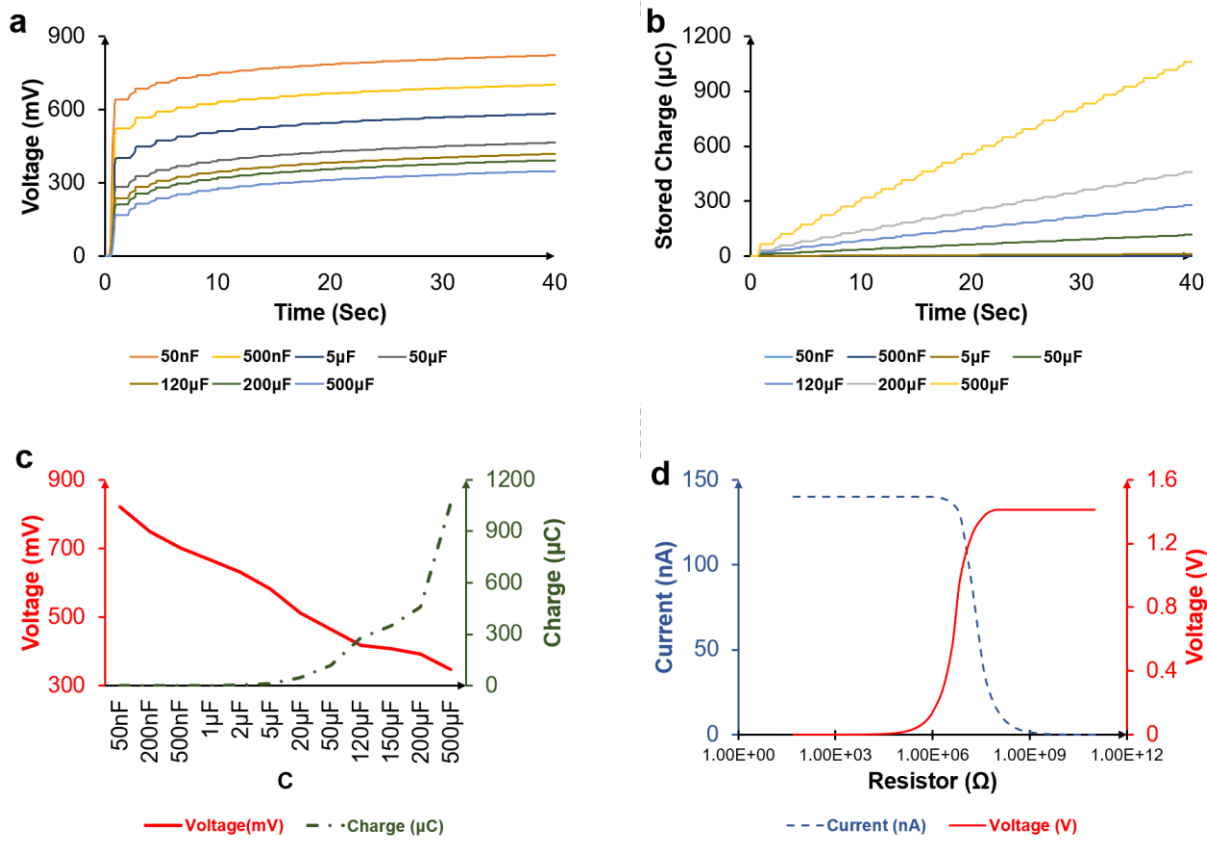 a
900
600
300
0
Voltage (mV)
0 10 20 30 40
Time (Sec)
50nF 500nF 5µF 50µF
120µF 200µF 500µF
b
1200
900
600
300
0
Stored Charge (µC)
0 10 20 30 40
Time (Sec)
50nF 500nF 5µF 50µF
120µF 200µF 500µF
c
900
700
500
300
Voltage (mV)
1200
900
600
300
0
Charge (µC)
50nF 200nF 500nF 1µF 2µF 5µF 20µF 50µF 120µF 150µF 200µF 500µF
C
Voltage(mV) Charge (µC)
d
150
100
50
0
Current (nA)
1.6
1.2
0.8
0.4
0
Voltage (V)
1.00E+00 1.00E+03 1.00E+06 1.00E+09 1.00E+12
Resistor (Ω)
Current (nA) Voltage (V)